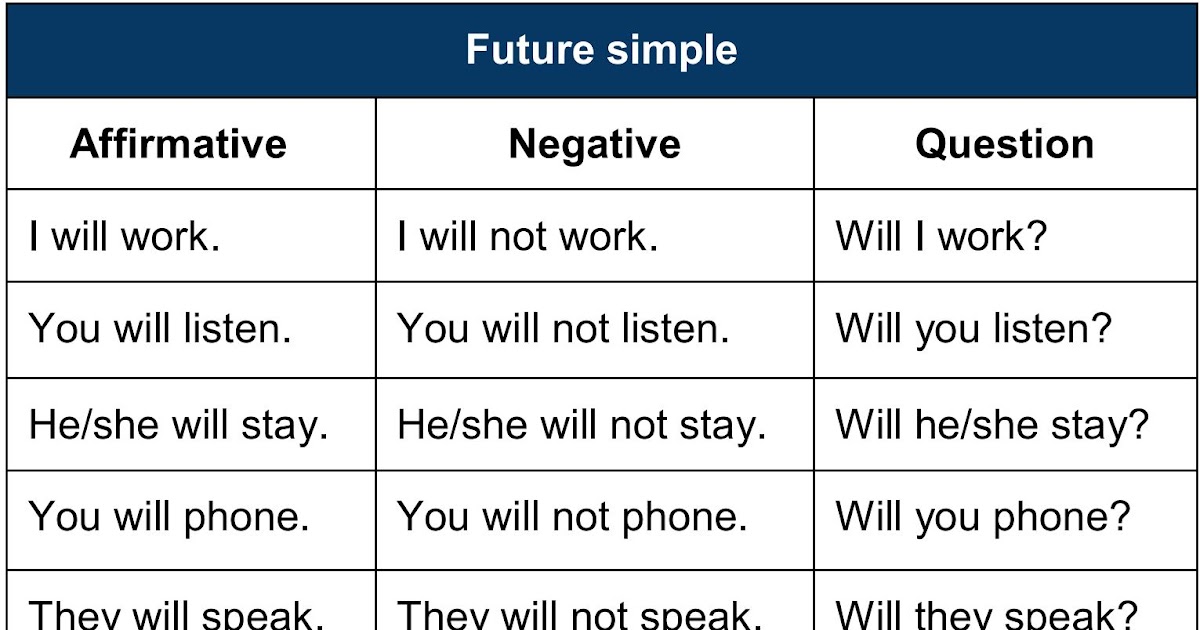 Future simple
Affirmative Negative Question
I will work. I will not work. Will I work?
You will listen. You will not listen. Will you listen?
He/she will stay. He/she will not stay. Will he/she stay?
You will phone. You will not phone. Will you phone?
They will speak. They will not speak. Will they speak?